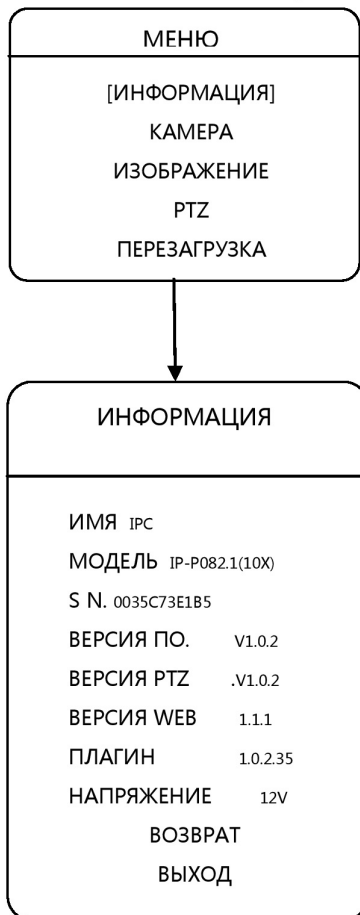 МЕНЮ
[ИНФОРМАЦИЯ]
КАМЕРА
ИЗОБРАЖЕНИЕ
PTZ
ПЕРЕЗАГРУЗКА
ИНФОРМАЦИЯ
ИМЯ IPC
МОДЕЛЬ IP-P082.1(10X)
S N. 0035C73E1B5
ВЕРСИЯ ПО. V1.0.2
ВЕРСИЯ PTZ .V1.0.2
ВЕРСИЯ WEB 1.1.1
ПЛАГИН 1.0.2.35
НАПРЯЖЕНИЕ 12V
ВОЗВРАТ
ВЫХОД